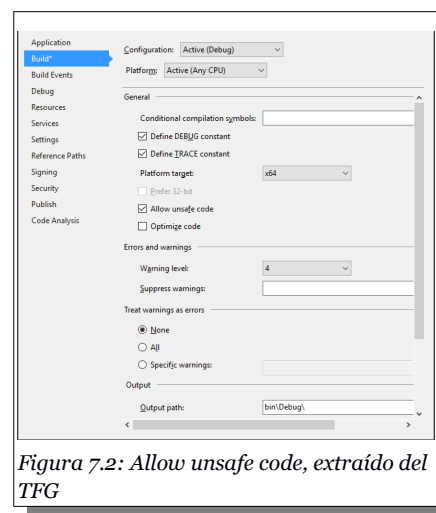 Application
Build*
Build Events
Debug
Resources
Services
Settings
Reference Paths
Signing
Security
Publish
Code Analysis
Configuration: Active (Debug)
Platform: Active (Any CPU)
General
Conditional compilation symbols:
Define DEBUG constant
Define TRACE constant
Platform target: x64
Prefer 32-bit
Allow unsafe code
Optimize code
Errors and warnings
Warning level: 4
Suppress warnings:
Treat warnings as errors
None
All
Specific warnings:
Output
Output path: bin\Debug\
Figura 7.2: Allow unsafe code, extraído del
TFG